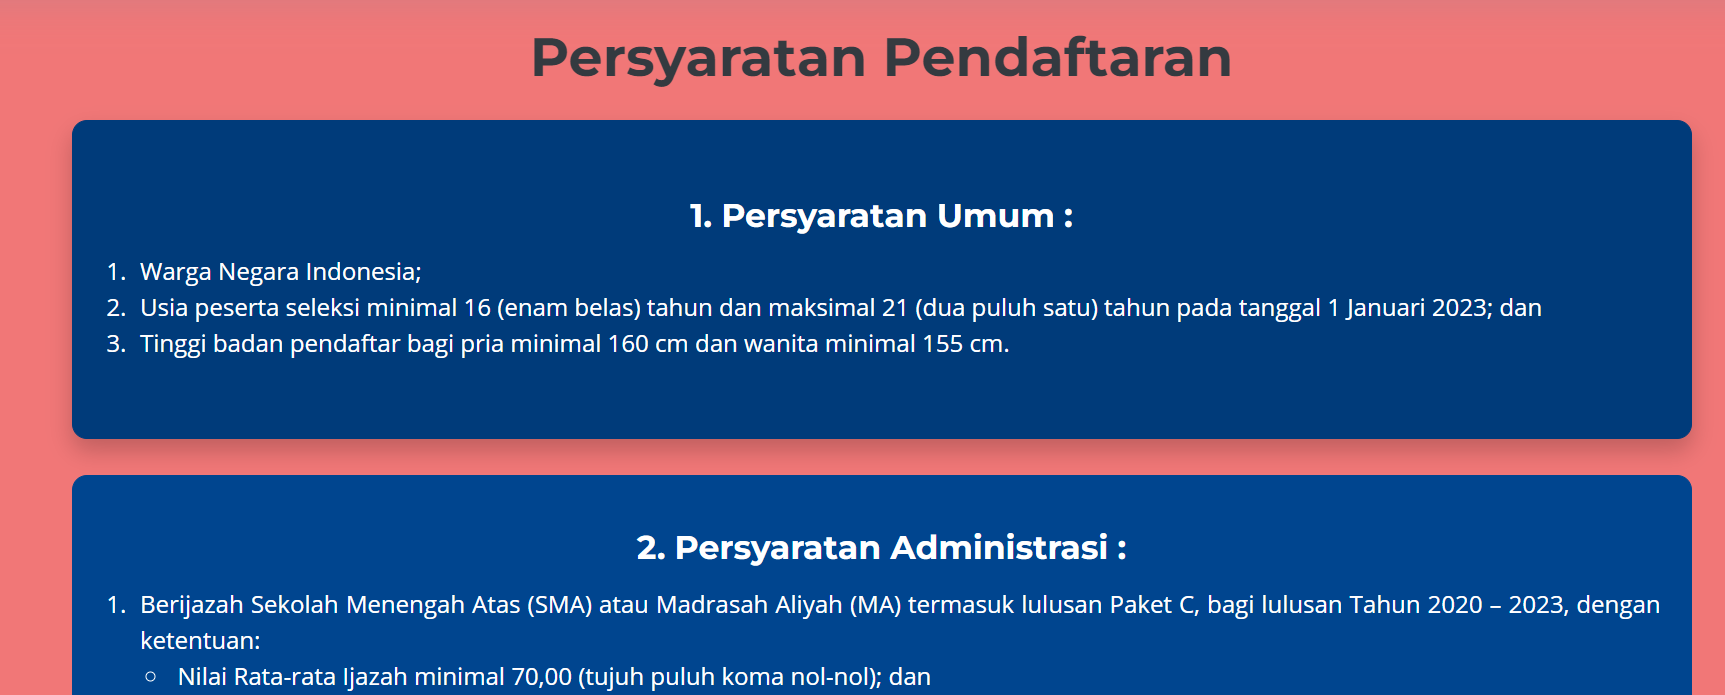 Persyaratan Pendaftaran
1. Persyaratan Umum :
1. Warga Negara Indonesia;
2. Usia peserta seleksi minimal 16 (enam belas) tahun dan maksimal 21 (dua puluh satu) tahun pada tanggal 1 Januari 2023; dan
3. Tinggi badan pendaftar bagi pria minimal 160 cm dan wanita minimal 155 cm.
2. Persyaratan Administrasi :
1. Berijazah Sekolah Menengah Atas (SMA) atau Madrasah Aliyah (MA) termasuk lulusan Paket C, bagi lulusan Tahun 2020 – 2023, dengan
ketentuan:
○ Nilai Rata-rata Ijazah minimal 70,00 (tujuh puluh koma nol-nol); dan